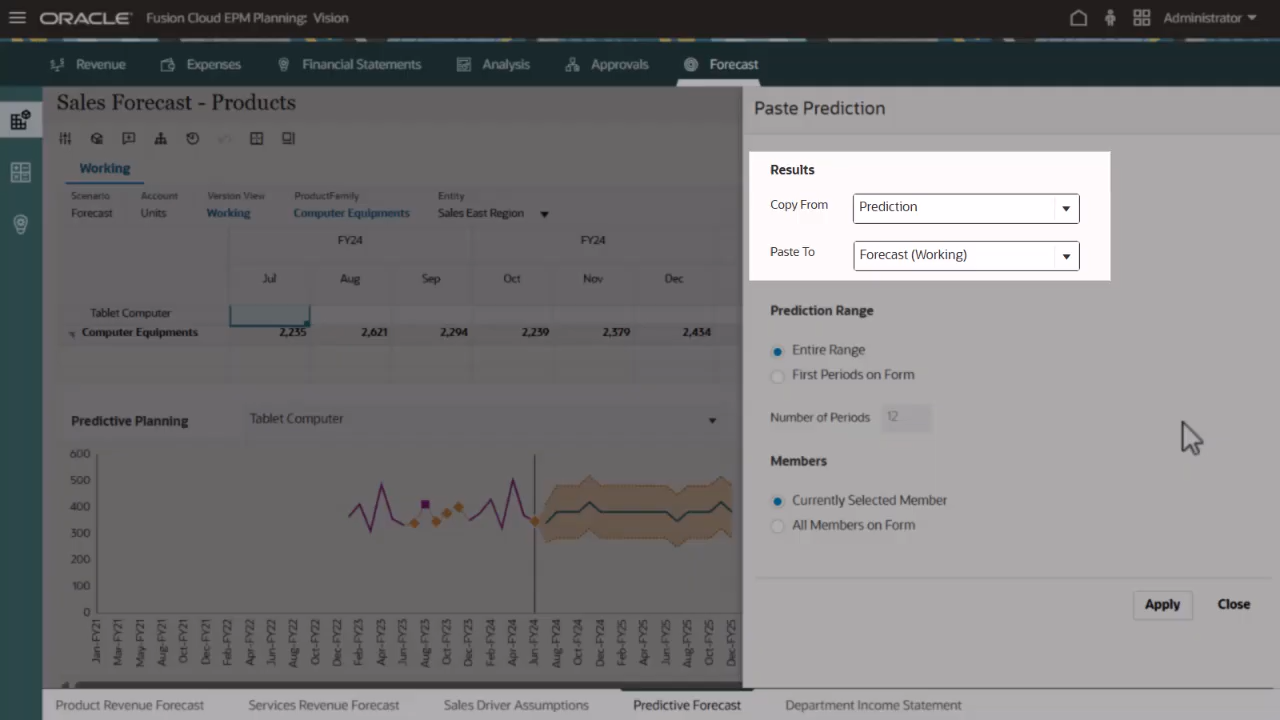 ORACLE Fusion Cloud EPM Planning: Vision Administrator
Revenue Expenses Financial Statements Analysis Approvals Forecast
Sales Forecast - Products
Working
Scenario Account Version View ProductFamily Entity
Forecast Units Working Computer Equipments Sales East Region
FY24 FY24
Jul Aug Sep Oct Nov Dec
Tablet Computer
Computer Equipments 2,235 2,621 2,294 2,239 2,379 2,434
Predictive Planning Tablet Computer
600
500
400
300
200
100
0
Jan-FY21 Mar-FY21 May-FY21 Aug-FY21 Oct-FY21 Dec-FY21 Feb-FY22 Apr-FY22 Jun-FY22 Aug-FY22 Oct-FY22 Dec-FY22 Feb-FY23 Apr-FY23 Jun-FY23 Aug-FY23 Oct-FY23 Dec-FY23 Feb-FY24 Apr-FY24 Jun-FY24 Aug-FY24 Oct-FY24 Dec-FY24 Feb-FY25 Apr-FY25 Jun-FY25 Aug-FY25 Oct-FY25 Dec-FY25
Paste Prediction
Results
Copy From Prediction
Paste To Forecast (Working)
Prediction Range
Entire Range
First Periods on Form
Number of Periods 12
Members
Currently Selected Member
All Members on Form
Apply Close
Product Revenue Forecast Services Revenue Forecast Sales Driver Assumptions Predictive Forecast Department Income Statement